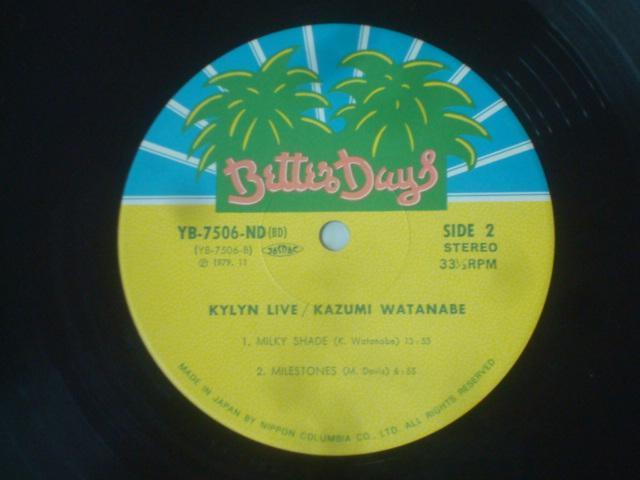 Better Days
YB-7506-ND(BD)
(YB-7506-B)
Ⓟ 1979. 11
SIDE 2
STEREO
33⅓RPM
KYLYN LIVE / KAZUMI WATANABE
1. MILKY SHADE (K. Watanabe) 13:55
2. MILESTONES (M. Davis) 6:55
MADE IN JAPAN BY NIPPON COLUMBIA CO., LTD. ALL RIGHTS RESERVED